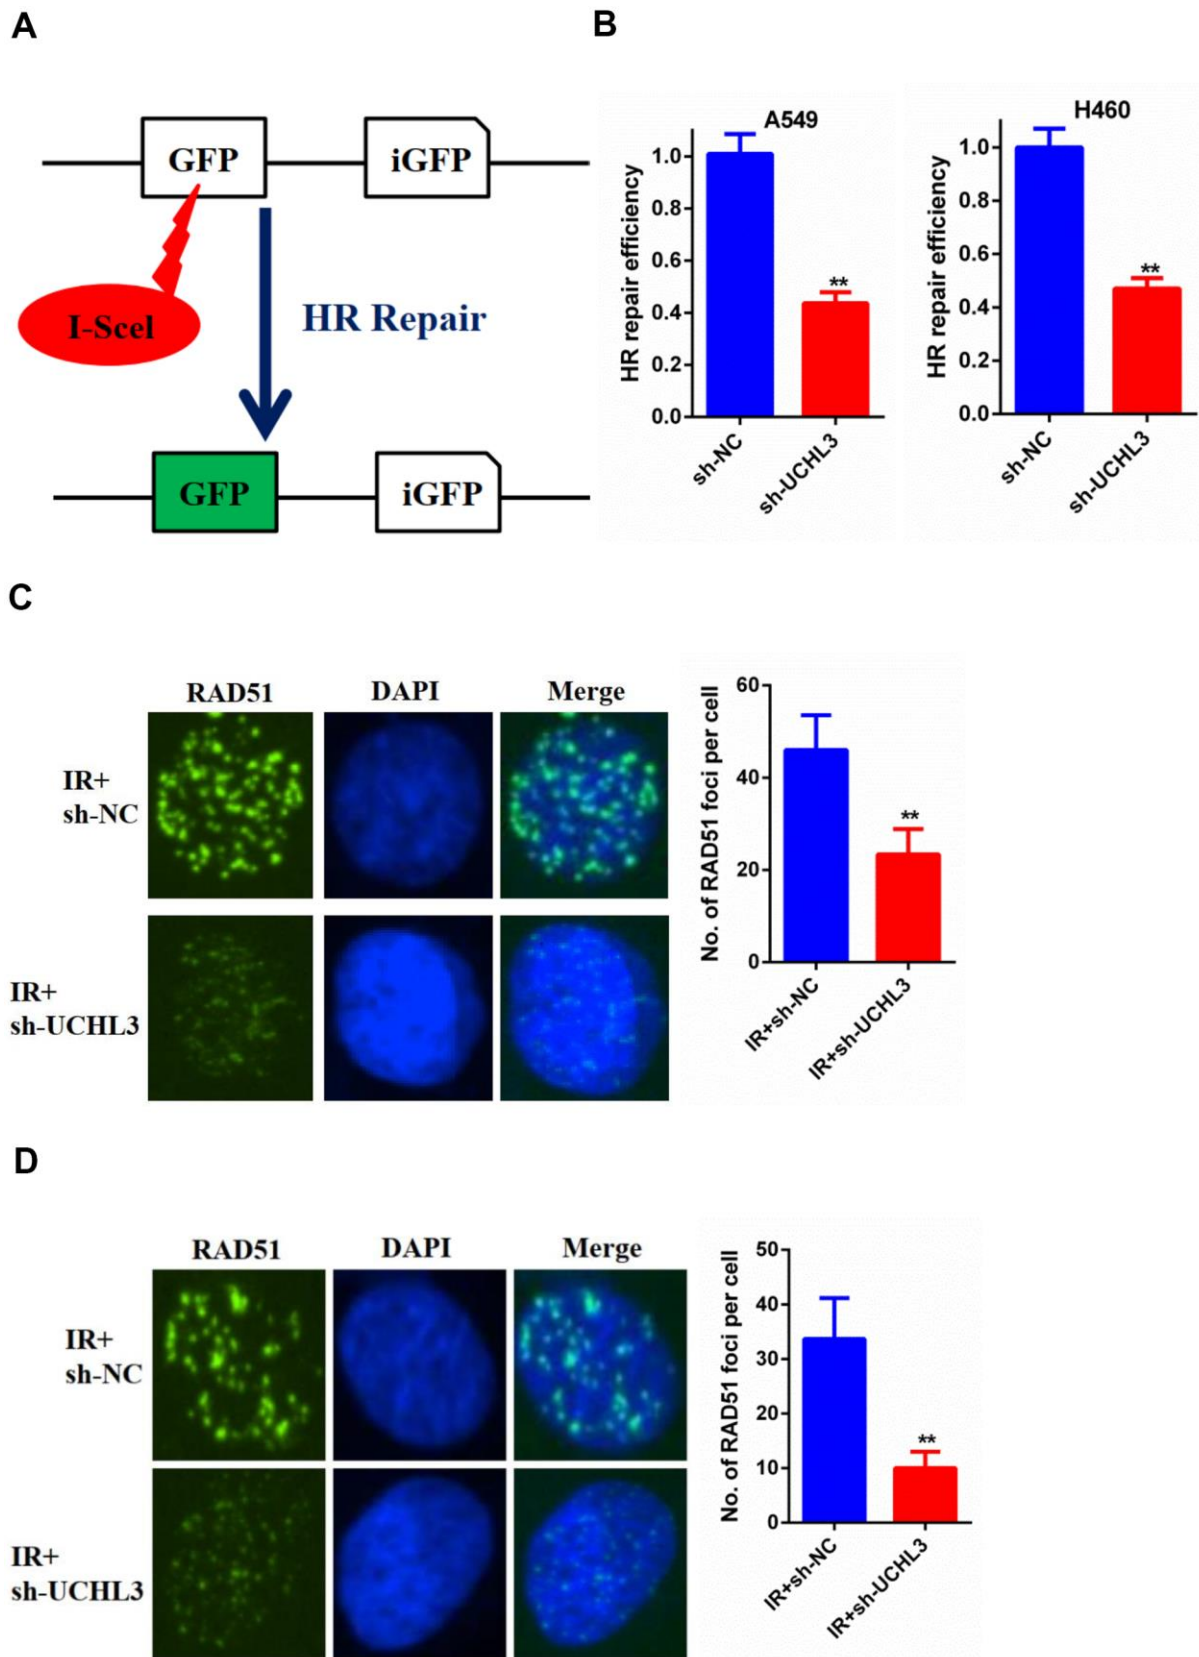 A
GFP
iGFP
I-SceI
HR Repair
GFP
iGFP
B
A549
HR repair efficiency
1.0
0.8
0.6
0.4
0.2
0.0
**
sh-NC
sh-UCHL3
H460
HR repair efficiency
1.0
0.8
0.6
0.4
0.2
0.0
**
sh-NC
sh-UCHL3
C
RAD51
DAPI
Merge
IR+
sh-NC
IR+
sh-UCHL3
No. of RAD51 foci per cell
60
40
20
0
**
IR+sh-NC
IR+sh-UCHL3
D
RAD51
DAPI
Merge
IR+
sh-NC
IR+
sh-UCHL3
No. of RAD51 foci per cell
50
40
30
20
10
0
**
IR+sh-NC
IR+sh-UCHL3